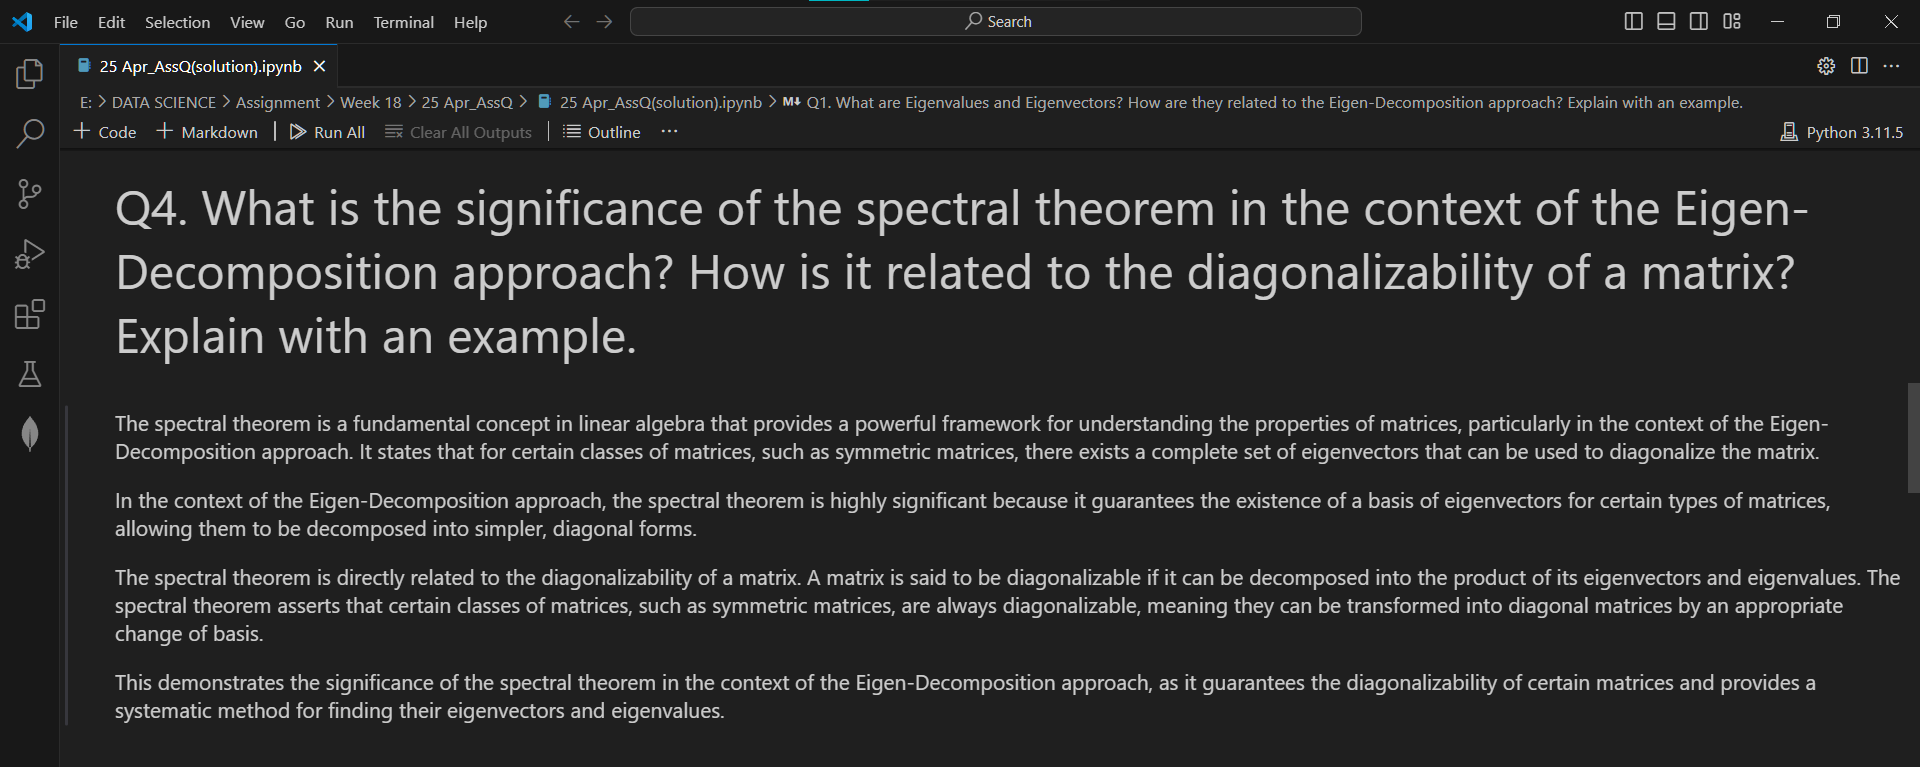 File Edit Selection View Go Run Terminal Help Search
25 Apr_AssQ(solution).ipynb
E: > DATA SCIENCE > Assignment > Week 18 > 25 Apr_AssQ > 25 Apr_AssQ(solution).ipynb > M↓ Q1. What are Eigenvalues and Eigenvectors? How are they related to the Eigen-Decomposition approach? Explain with an example.
+ Code + Markdown | Run All Clear All Outputs | Outline ... Python 3.11.5
Q4. What is the significance of the spectral theorem in the context of the Eigen-
Decomposition approach? How is it related to the diagonalizability of a matrix?
Explain with an example.
The spectral theorem is a fundamental concept in linear algebra that provides a powerful framework for understanding the properties of matrices, particularly in the context of the Eigen-
Decomposition approach. It states that for certain classes of matrices, such as symmetric matrices, there exists a complete set of eigenvectors that can be used to diagonalize the matrix.
In the context of the Eigen-Decomposition approach, the spectral theorem is highly significant because it guarantees the existence of a basis of eigenvectors for certain types of matrices,
allowing them to be decomposed into simpler, diagonal forms.
The spectral theorem is directly related to the diagonalizability of a matrix. A matrix is said to be diagonalizable if it can be decomposed into the product of its eigenvectors and eigenvalues. The
spectral theorem asserts that certain classes of matrices, such as symmetric matrices, are always diagonalizable, meaning they can be transformed into diagonal matrices by an appropriate
change of basis.
This demonstrates the significance of the spectral theorem in the context of the Eigen-Decomposition approach, as it guarantees the diagonalizability of certain matrices and provides a
systematic method for finding their eigenvectors and eigenvalues.